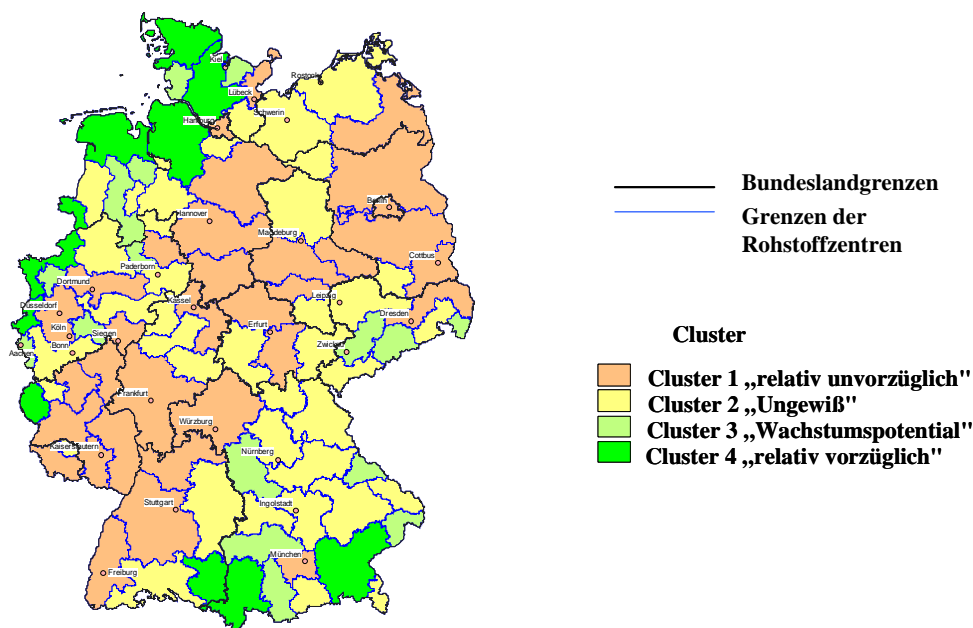 Kiel
Rostock
Lübeck
Schwerin
Hamburg
Berlin
Hannover
Magdeburg
Cottbus
Paderborn
Dortmund
Kassel
Leipzig
Düsseldorf
Dresden
Köln
Siegen
Erfurt
Zwickau
Aachen
Bonn
Frankfurt
Würzburg
Kaiserslautern
Nürnberg
Stuttgart
Ingolstadt
München
Freiburg
Bundeslandgrenzen
Grenzen der
Rohstoffzentren
Cluster
Cluster 1 „relativ unvorzüglich"
Cluster 2 „Ungewiß"
Cluster 3 „Wachstumspotential"
Cluster 4 „relativ vorzüglich"